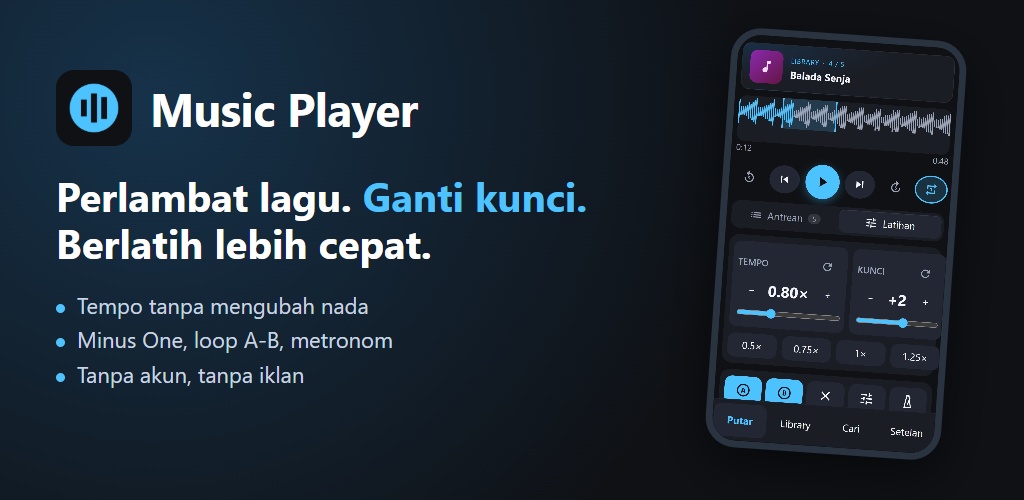 Music Player
Perlambat lagu. Ganti kunci.
Berlatih lebih cepat.
Tempo tanpa mengubah nada
Minus One, loop A-B, metronom
Tanpa akun, tanpa iklan
LIBRARY · 4 / 5
Balada Senja
0:12
0:48
Antrean 5
Latihan
TEMPO
KUNCI
− 0.80× +
− +2 +
0.5×
0.75×
1×
1.25×
A
B
Putar
Library
Cari
Setelan